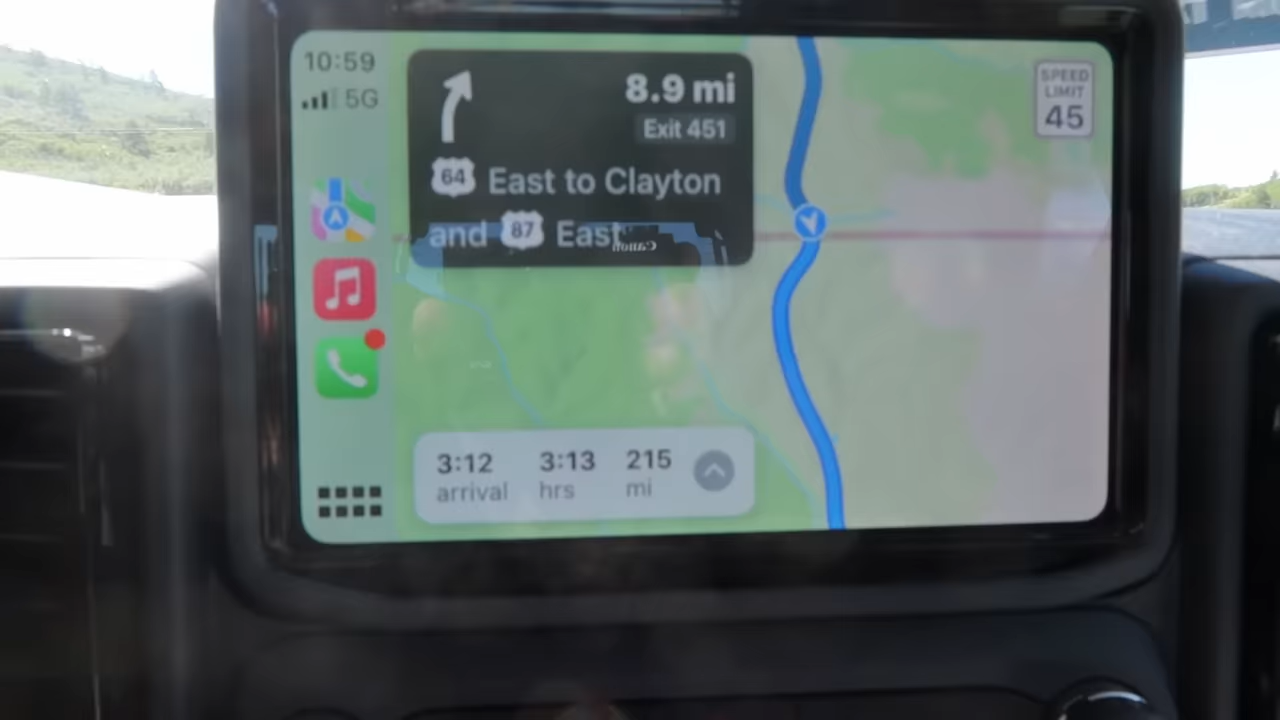 10:59
5G
8.9 mi
Exit 451
64 East to Clayton
and 87 East
Canon
SPEED
LIMIT
45
3:12 3:13 215
arrival hrs mi